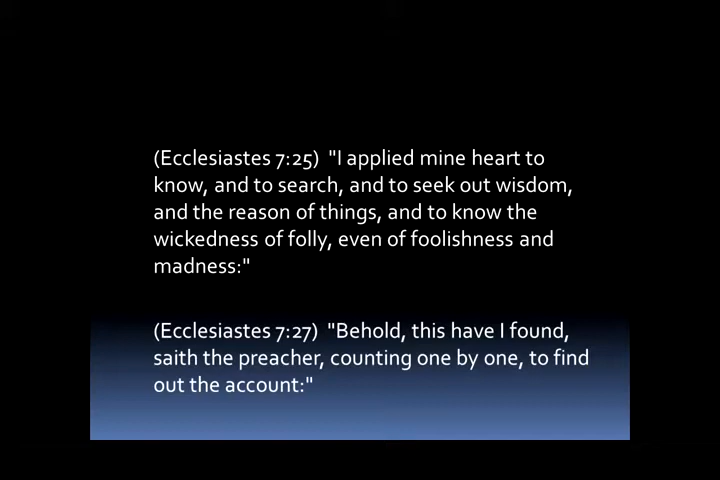 (Ecclesiastes 7:25)  "I applied mine heart to
know, and to search, and to seek out wisdom,
and the reason of things, and to know the
wickedness of folly, even of foolishness and
madness:"
(Ecclesiastes 7:27)  "Behold, this have I found,
saith the preacher, counting one by one, to find
out the account:"